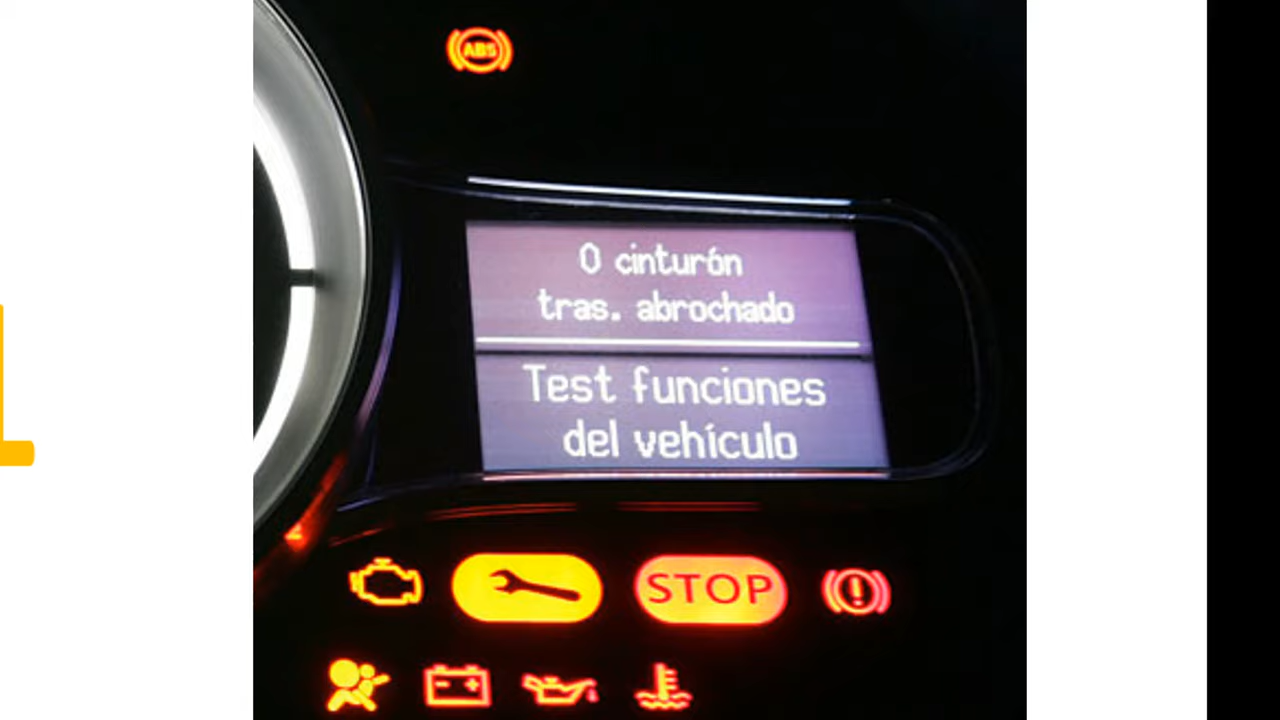 ABS
0 cinturón
tras. abrochado
Test funciones
del vehículo
STOP